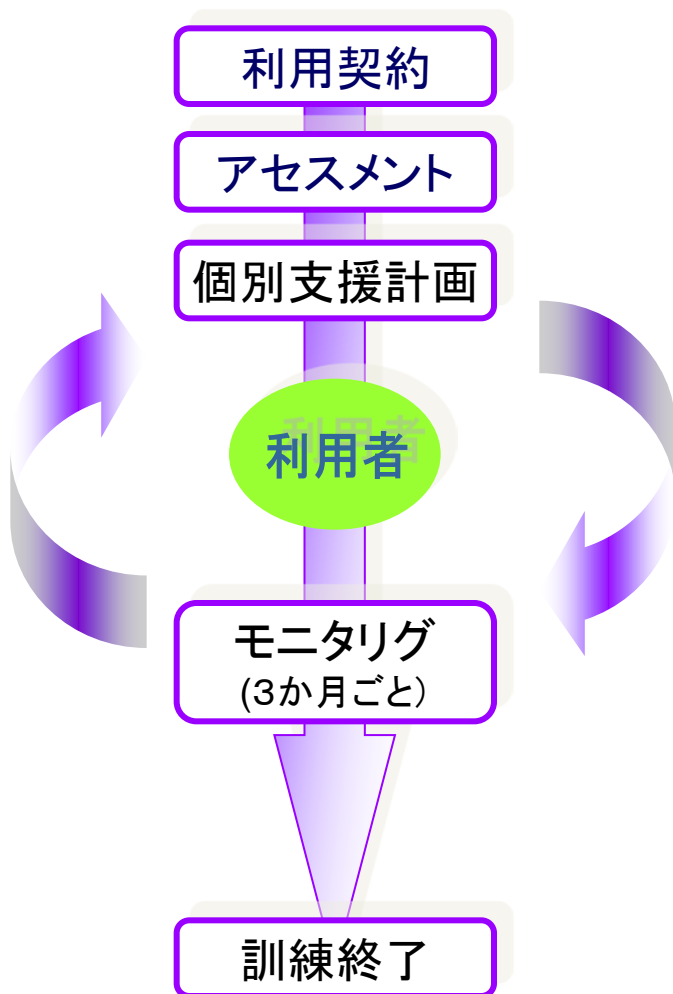 利用契約
アセスメント
個別支援計画
利用者
モニタリグ
(3か月ごと)
訓練終了